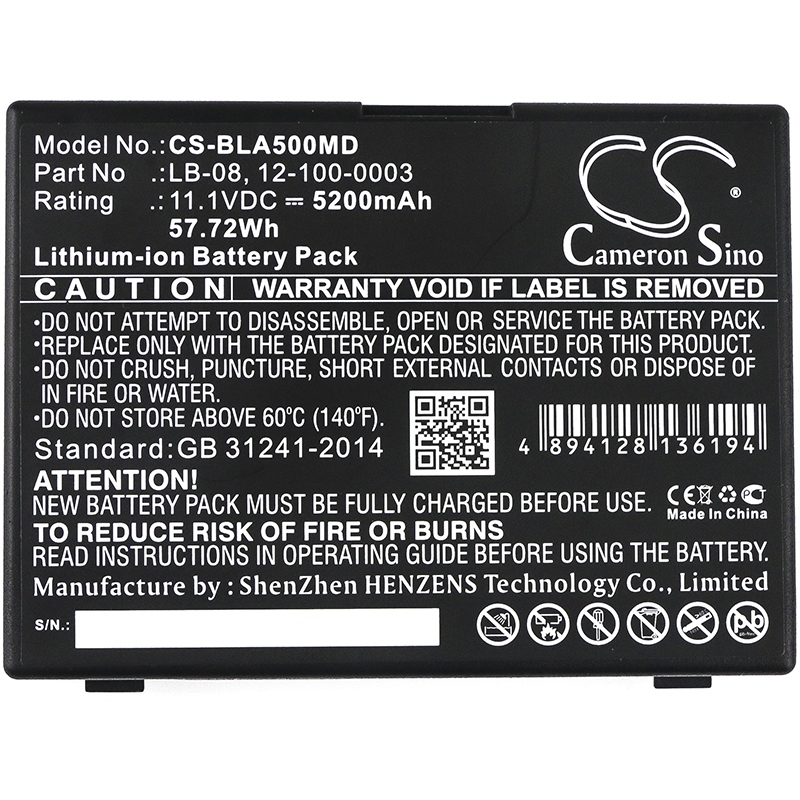 Model No.:CS-BLA500MD
Part No .:LB-08, 12-100-0003
Rating .:11.1VDC ⎓ 5200mAh
57.72Wh
Lithium-ion Battery Pack
CS
®
Cameron Sino
CAUTION WARRANTY VOID IF LABEL IS REMOVED
•DO NOT ATTEMPT TO DISASSEMBLE, OPEN OR SERVICE THE BATTERY PACK.
•REPLACE ONLY WITH THE BATTERY PACK DESIGNATED FOR THIS PRODUCT.
•DO NOT CRUSH, PUNCTURE, SHORT EXTERNAL CONTACTS OR DISPOSE
IN FIRE OR WATER.
•DO NOT STORE ABOVE 60°C (140°F).
Standard:GB 31241-2014
4 894128 136194
ATTENTION!
NEW BATTERY PACK MUST BE FULLY CHARGED BEFORE USE.
CE
Made In China
TO REDUCE RISK OF FIRE OR BURNS
READ INSTRUCTIONS IN OPERATING GUIDE BEFORE USING THE BATTERY.
Manufacture by : ShenZhen HENZENS Technology Co., Limited
S/N.:
pb